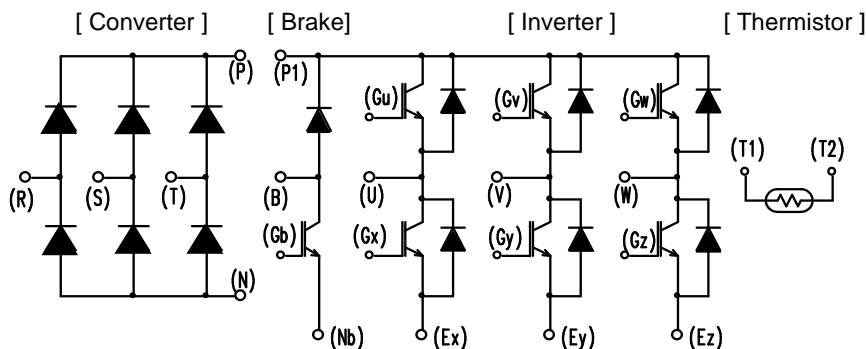 [ Converter ] [ Brake] [ Inverter ] [ Thermistor ]
(P) (P1)
(Gu) (Gv) (Gw)
(T1) (T2)
(R) (S) (T) (B) (U) (V) (W)
(Gb) (Gx) (Gy) (Gz)
(N)
(Nb) (Ex) (Ey) (Ez)